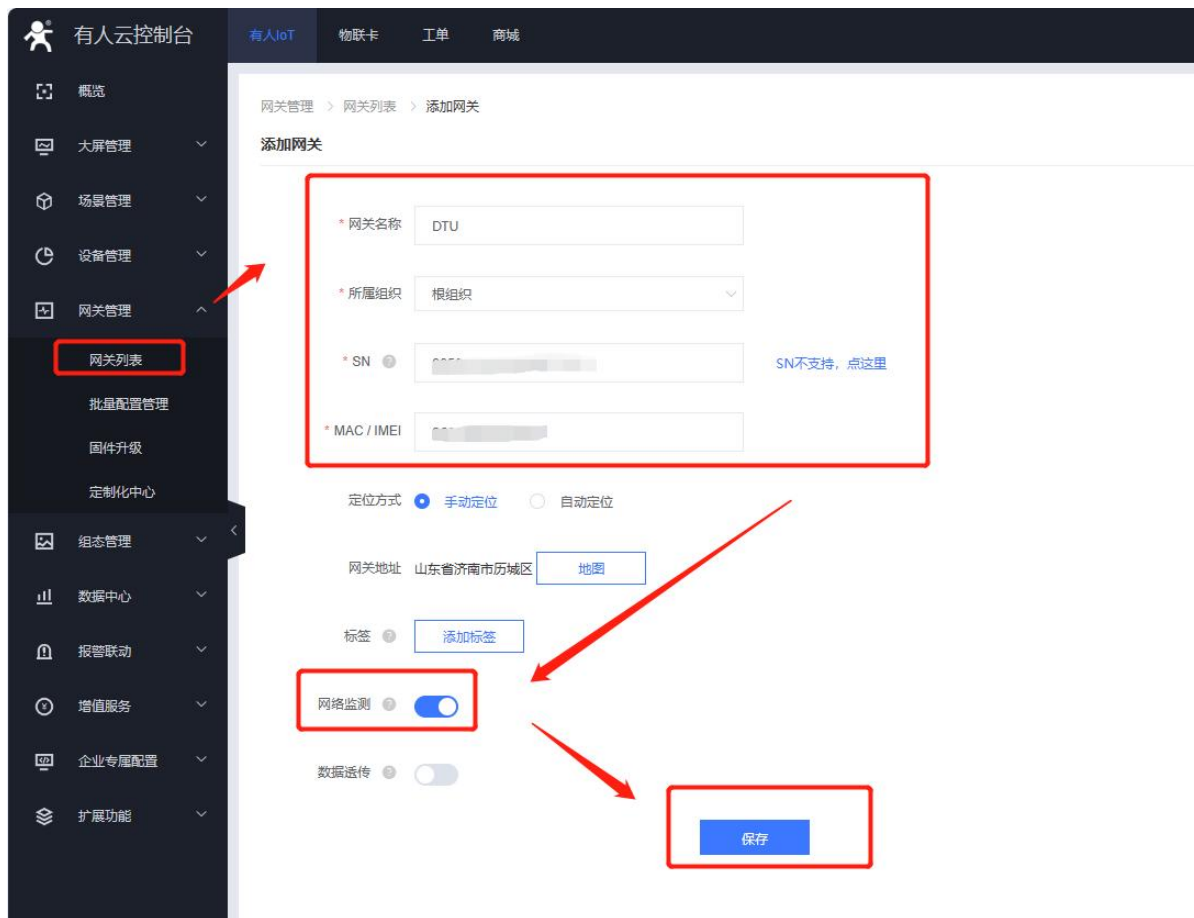 有人云控制台
有人IoT 物联卡 工单 商城
概览
大屏管理
场景管理
设备管理
网关管理
网关列表
批量配置管理
固件升级
定制化中心
组态管理
数据中心
报警联动
增值服务
企业专属配置
扩展功能
网关管理 > 网关列表 > 添加网关
添加网关
* 网关名称 DTU
* 所属组织 根组织
* SN SN不支持，点这里
* MAC / IMEI
定位方式 手动定位 自动定位
网关地址 山东省济南市历城区 地图
标签 添加标签
网络监测
数据透传
保存